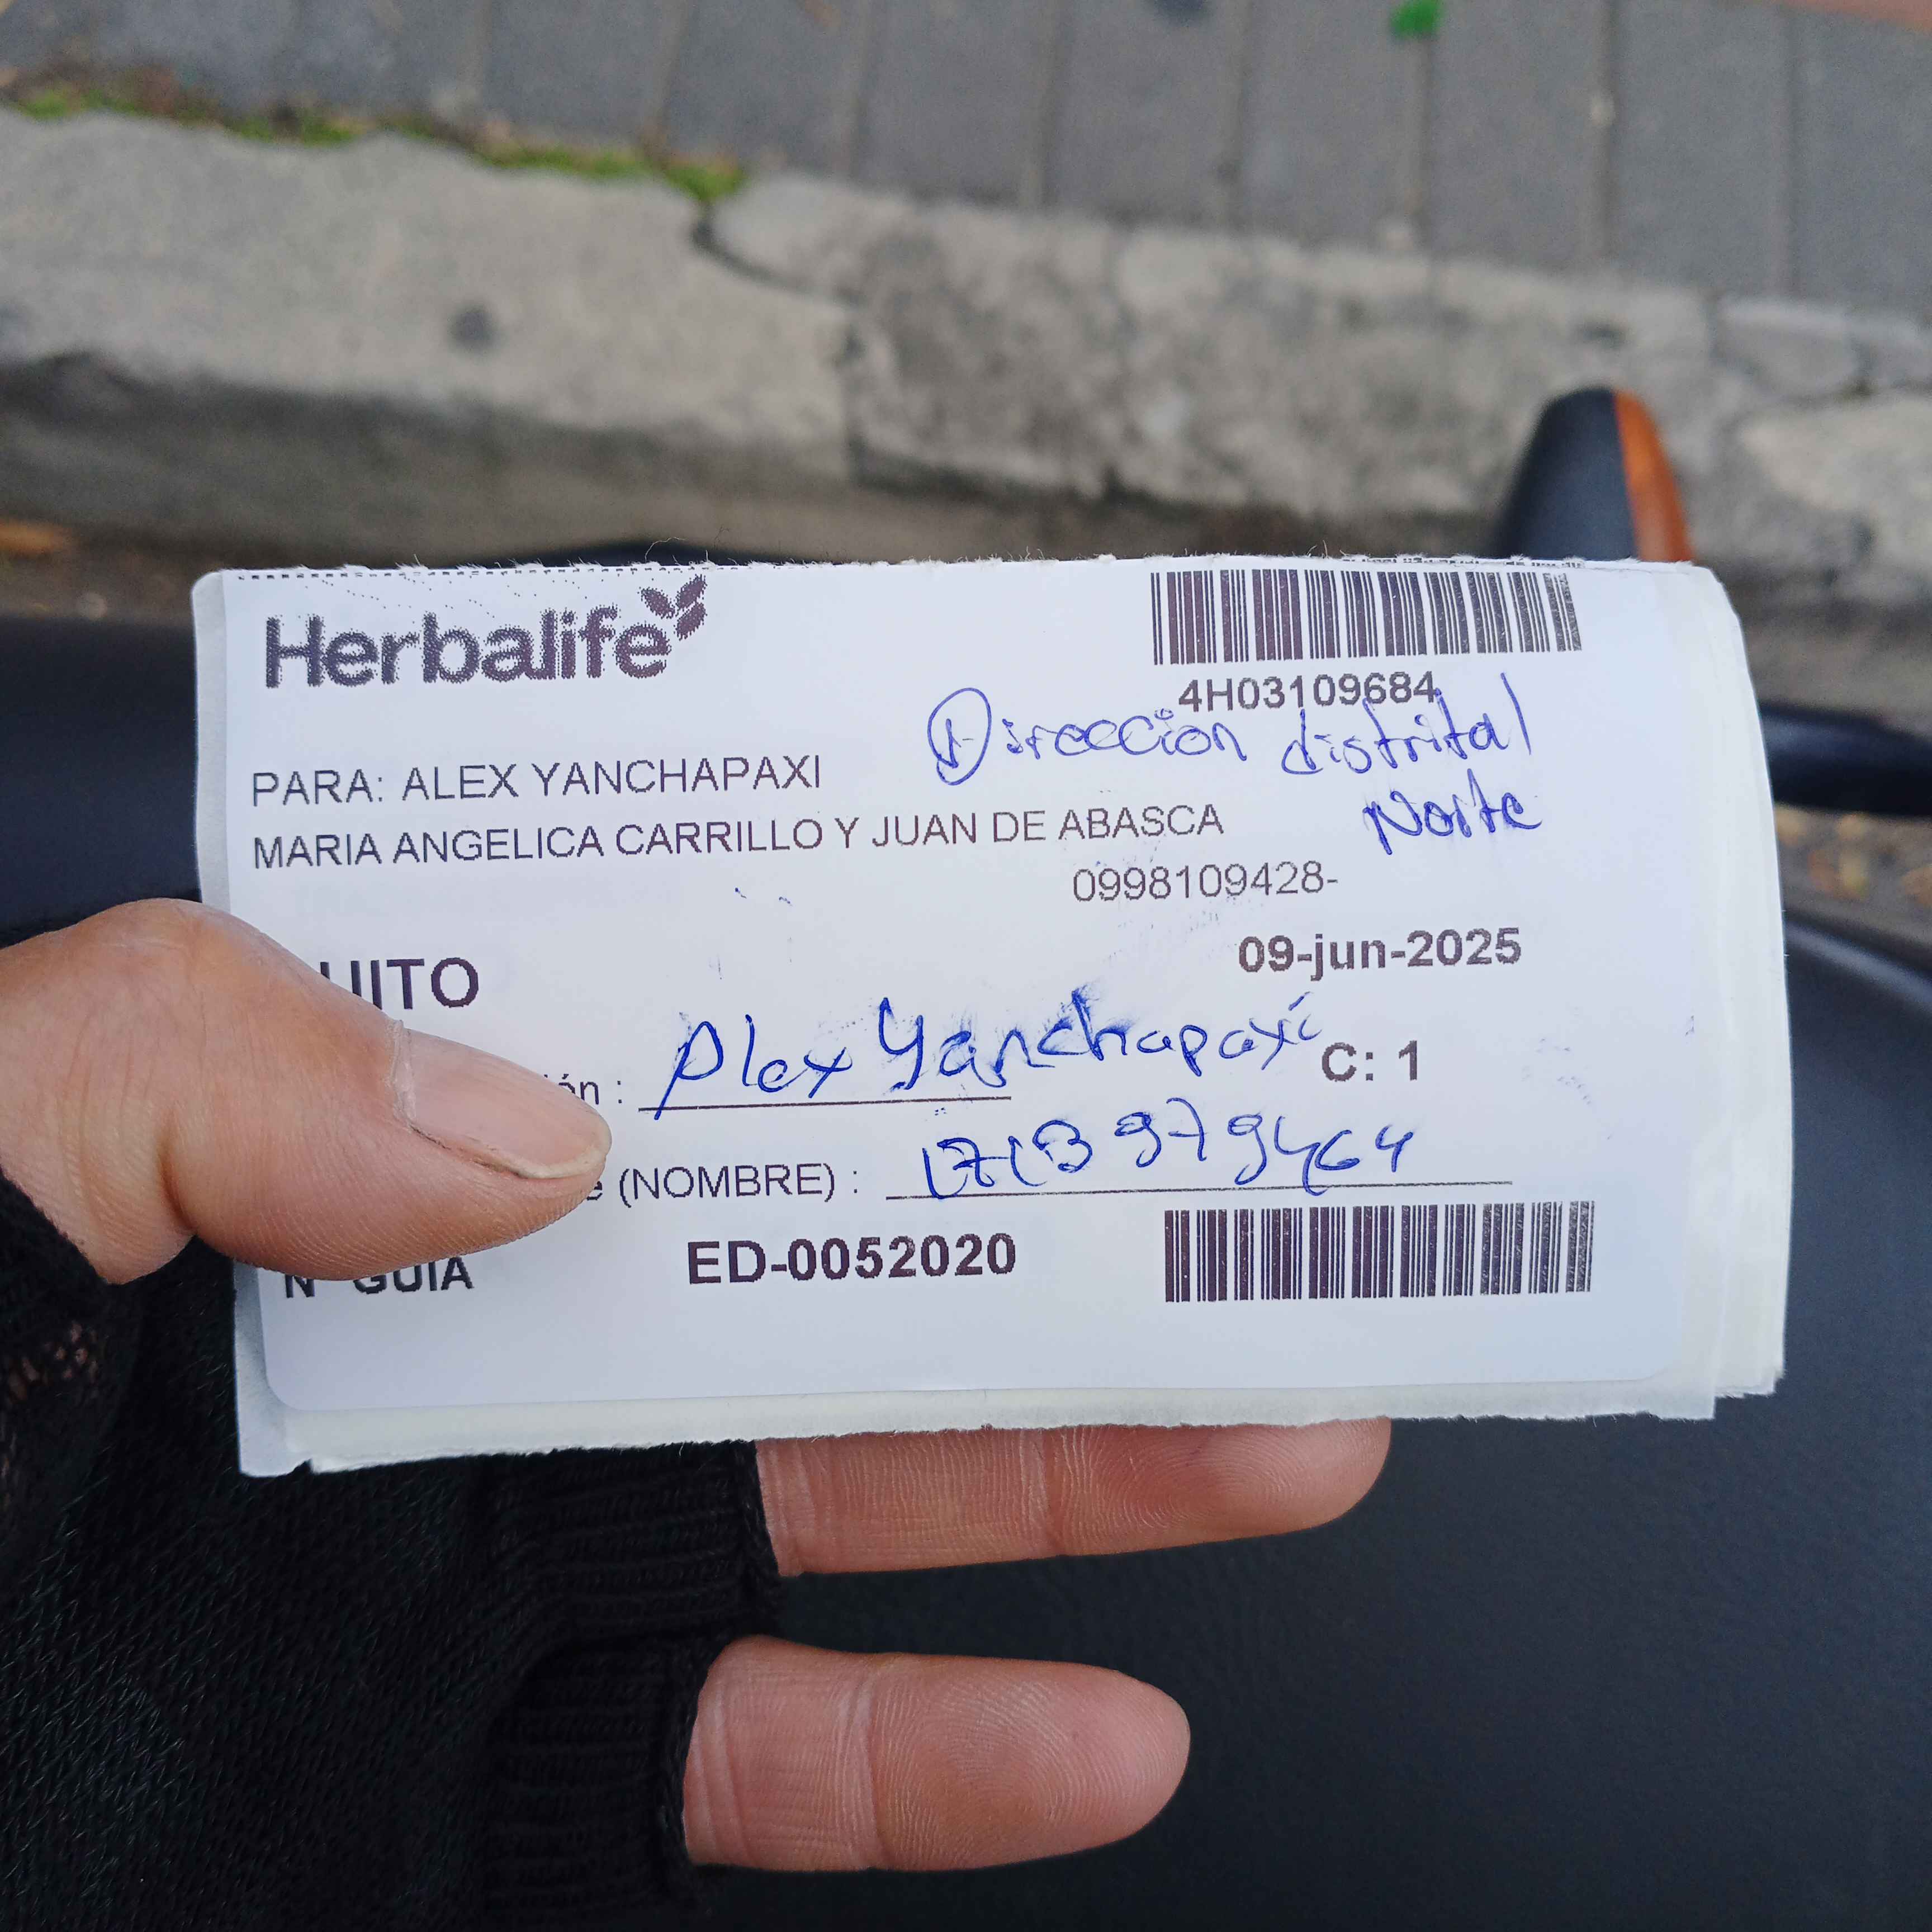 Herbalife
4H03109684
Direccion distrital
Norte
PARA: ALEX YANCHAPAXI
MARIA ANGELICA CARRILLO Y JUAN DE ABASCA
0998109428-
09-jun-2025
UITO
ón : Alex Yanchapaxi
C: 1
e (NOMBRE) : 1713979464
N° GUIA ED-0052020